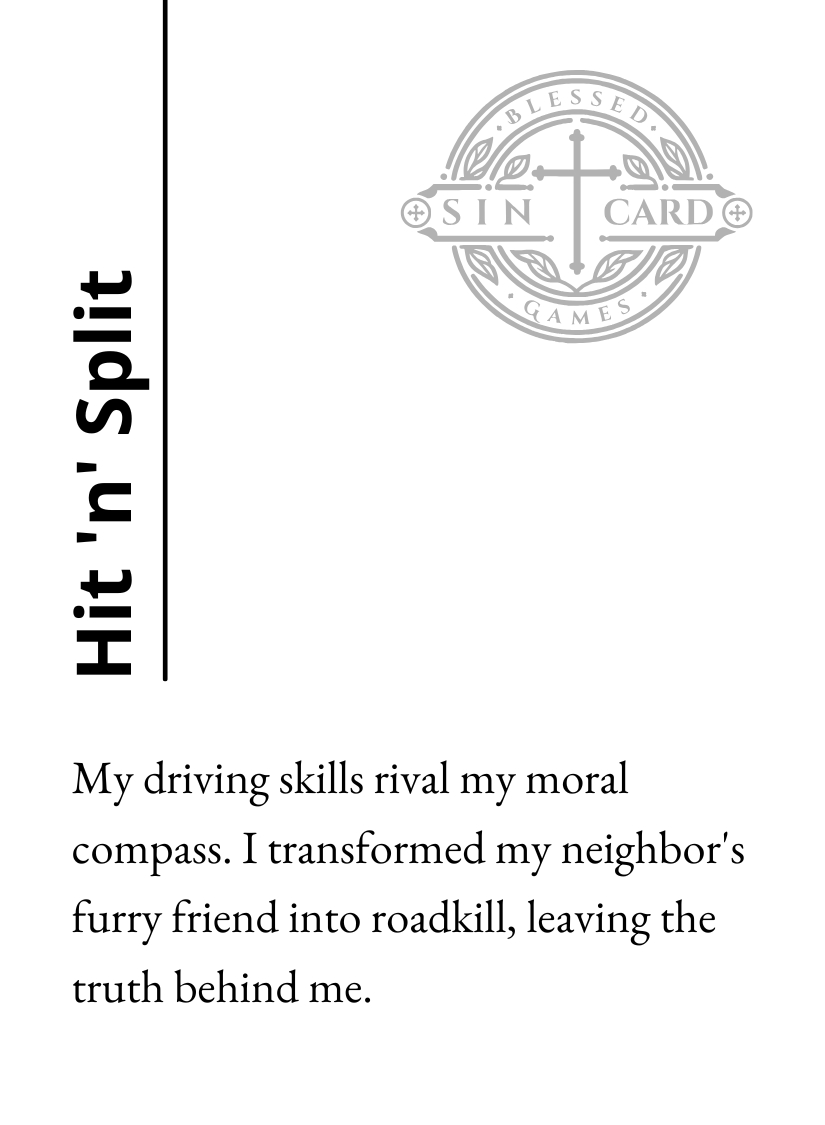 BLESSED
SIN CARD
GAMES
Hit 'n' Split
My driving skills rival my moral
compass. I transformed my neighbor's
furry friend into roadkill, leaving the
truth behind me.